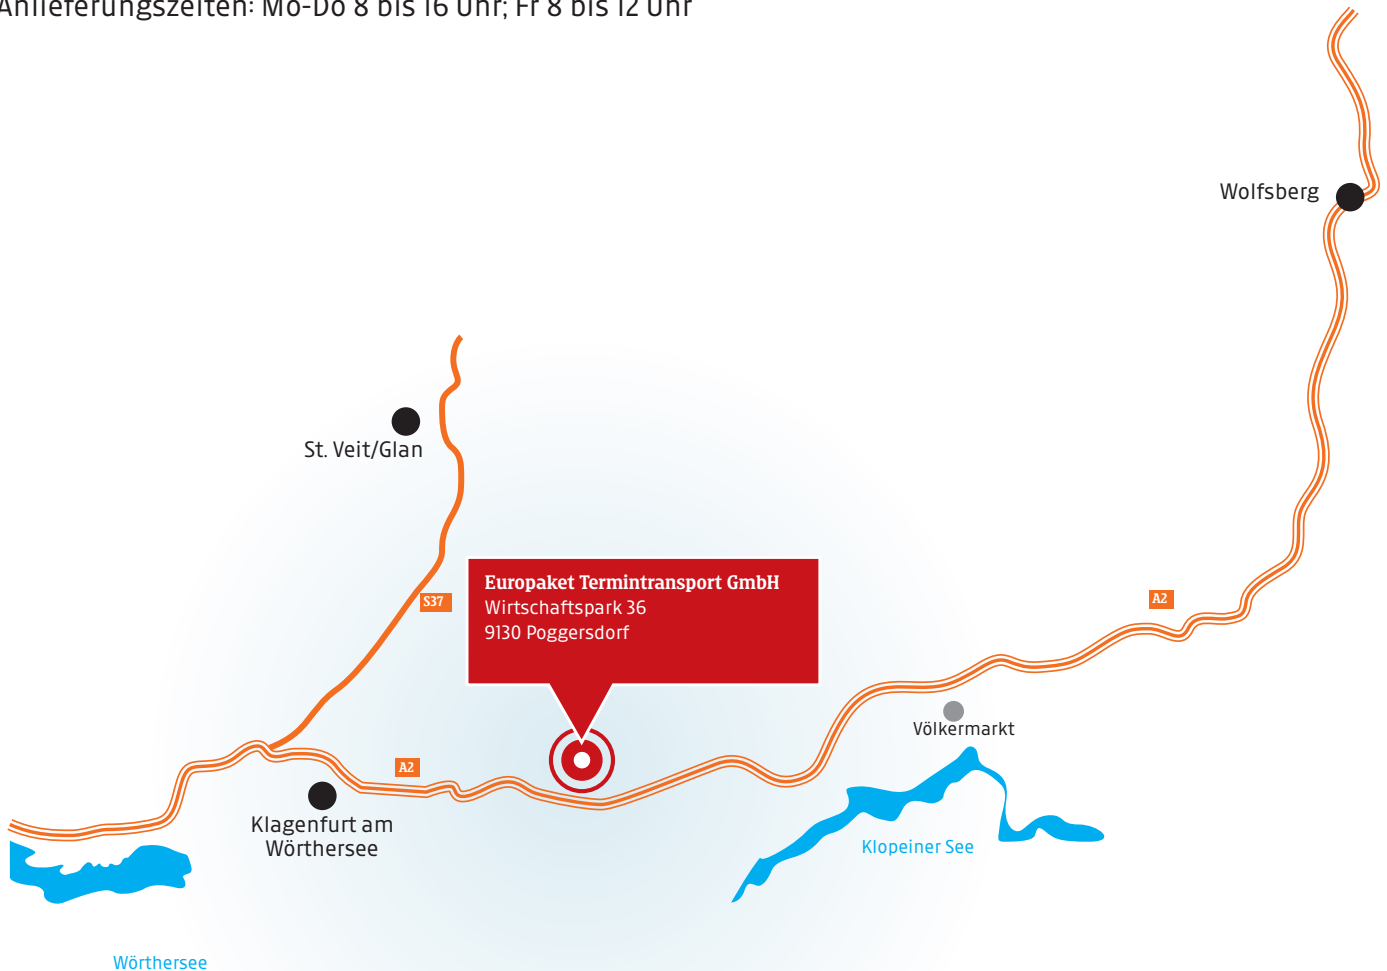 Anlieferungszeiten: Mo-Do 8 bis 16 Uhr; Fr 8 bis 12 Uhr
Wolfsberg
St. Veit/Glan
S37
Europaket Termintransport GmbH
Wirtschaftspark 36
9130 Poggersdorf
A2
Völkermarkt
A2
Klagenfurt am
Wörthersee
Klopeiner See
Wörthersee